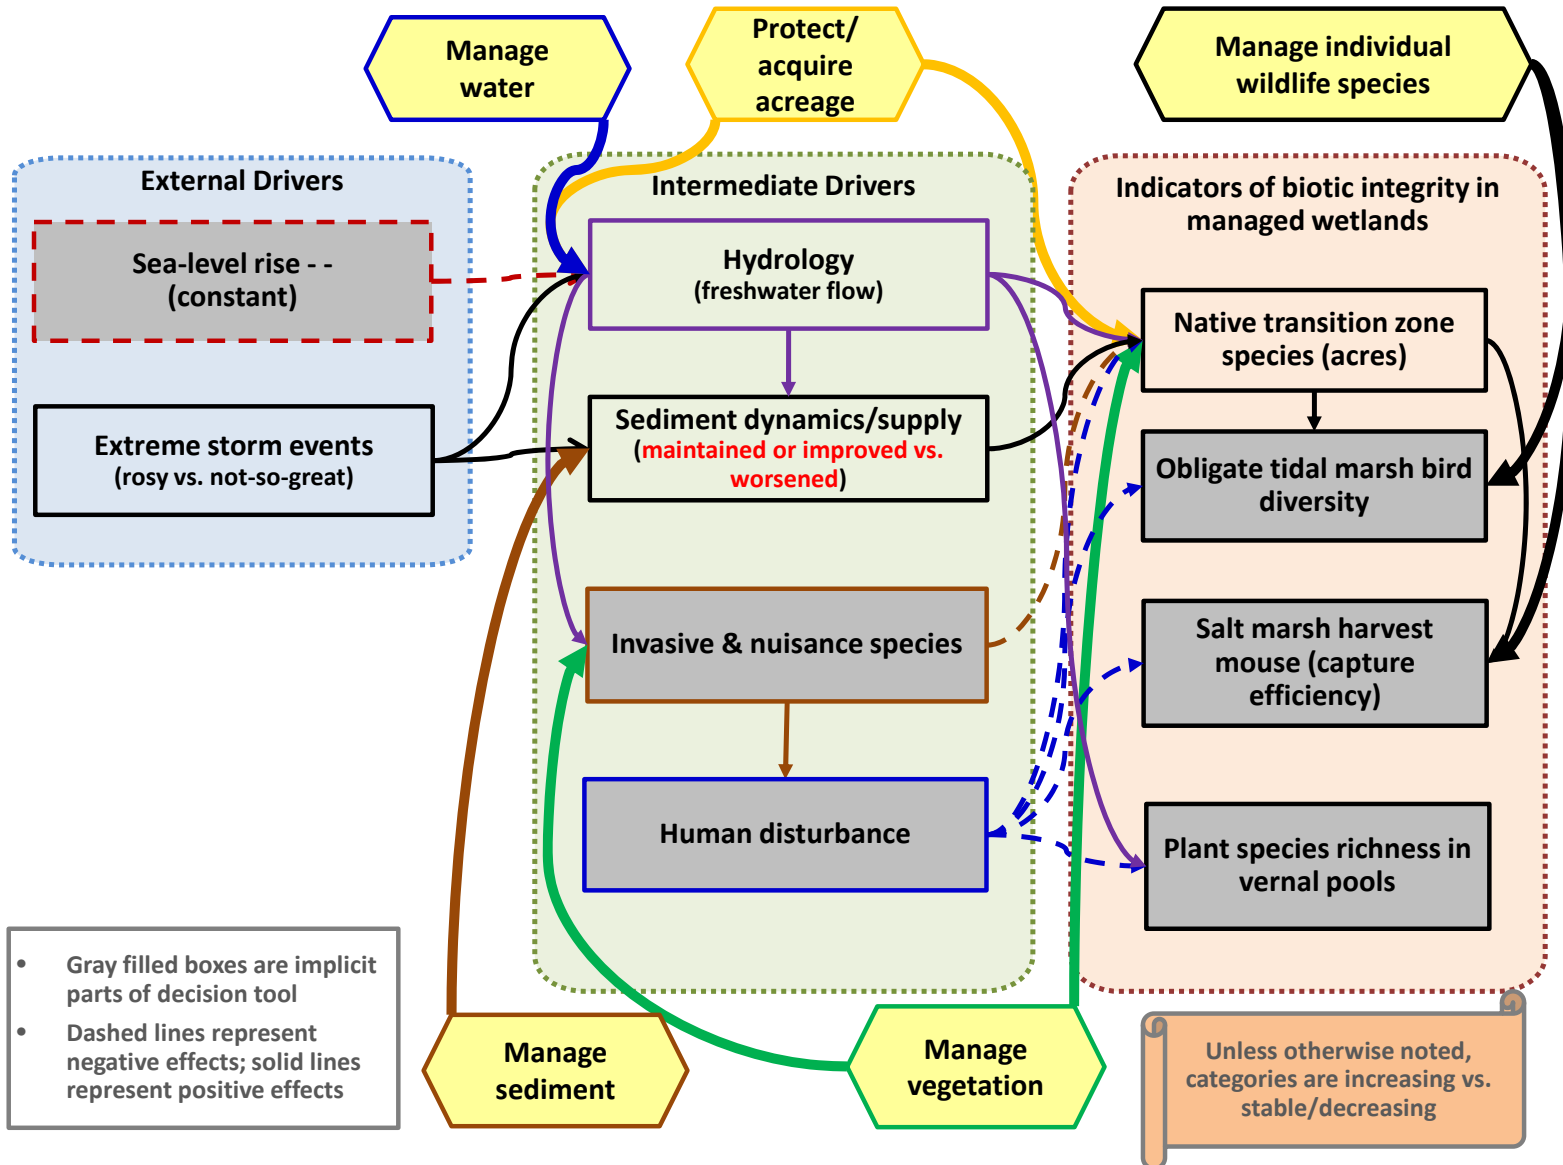 Manage
water
Protect/
acquire
acreage
Manage individual
wildlife species
External Drivers
Sea-level rise - -
(constant)
Extreme storm events
(rosy vs. not-so-great)
Intermediate Drivers
Hydrology
(freshwater flow)
Sediment dynamics/supply
(maintained or improved vs.
worsened)
Invasive & nuisance species
Human disturbance
Indicators of biotic integrity in
managed wetlands
Native transition zone
species (acres)
Obligate tidal marsh bird
diversity
Salt marsh harvest
mouse (capture
efficiency)
Plant species richness in
vernal pools
• Gray filled boxes are implicit
parts of decision tool
• Dashed lines represent
negative effects; solid lines
represent positive effects
Manage
sediment
Manage
vegetation
Unless otherwise noted,
categories are increasing vs.
stable/decreasing